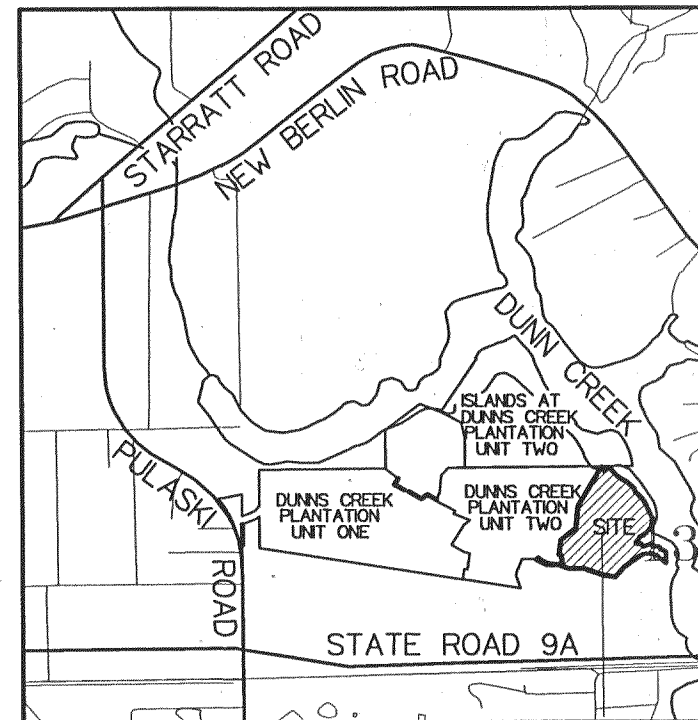 STARRATT ROAD
NEW BERLIN ROAD
DUNN CREEK
ISLANDS AT
DUNNS CREEK
PLANTATION
UNIT TWO
PULASKI
ROAD
DUNNS CREEK
PLANTATION
UNIT ONE
DUNNS CREEK
PLANTATION
UNIT TWO
SITE
13
STATE ROAD 9A